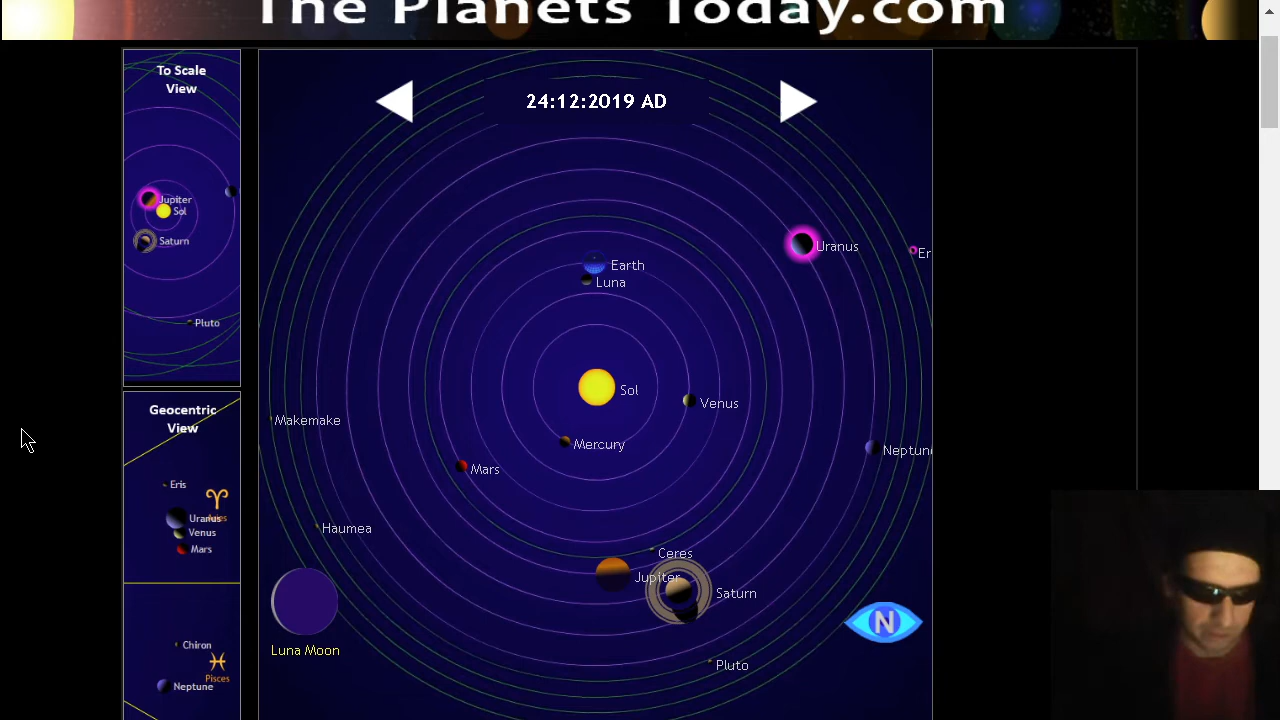 The Planets Today.com
To Scale
View
Jupiter
Sol
Saturn
Pluto
Geocentric
View
Eris
Aries
Uranus
Venus
Mars
Chiron
Pisces
Neptune
24:12:2019 AD
Uranus
Er
Earth
Luna
Sol
Venus
Makemake
Mercury
Neptune
Mars
Haumea
Ceres
Jupiter
Saturn
N
Luna Moon
Pluto